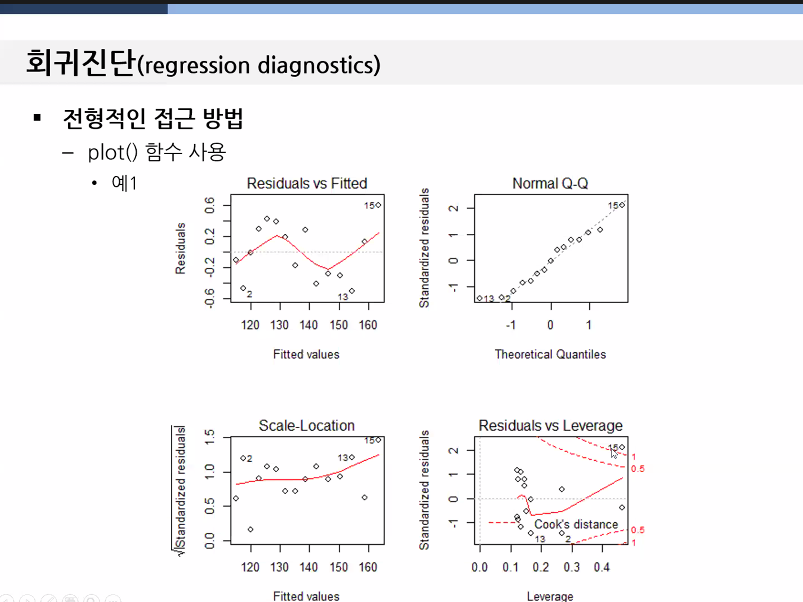 회귀진단(regression diagnostics)
▪ 전형적인 접근 방법
– plot() 함수 사용
• 예1
Residuals vs Fitted
Residuals
0.6
0.2
-0.2
-0.6
15
2
13
120 130 140 150 160
Fitted values
Normal Q-Q
Standardized residuals
2
1
0
-1
15
13 2
-1 0 1
Theoretical Quantiles
Scale-Location
√|Standardized residuals|
1.5
1.0
0.5
0.0
15
2
13
120 130 140 150 160
Fitted values
Residuals vs Leverage
Standardized residuals
2
1
0
-1
15
1
0.5
Cook's distance
0.5
1
13 2
0.0 0.1 0.2 0.3 0.4
Leverage